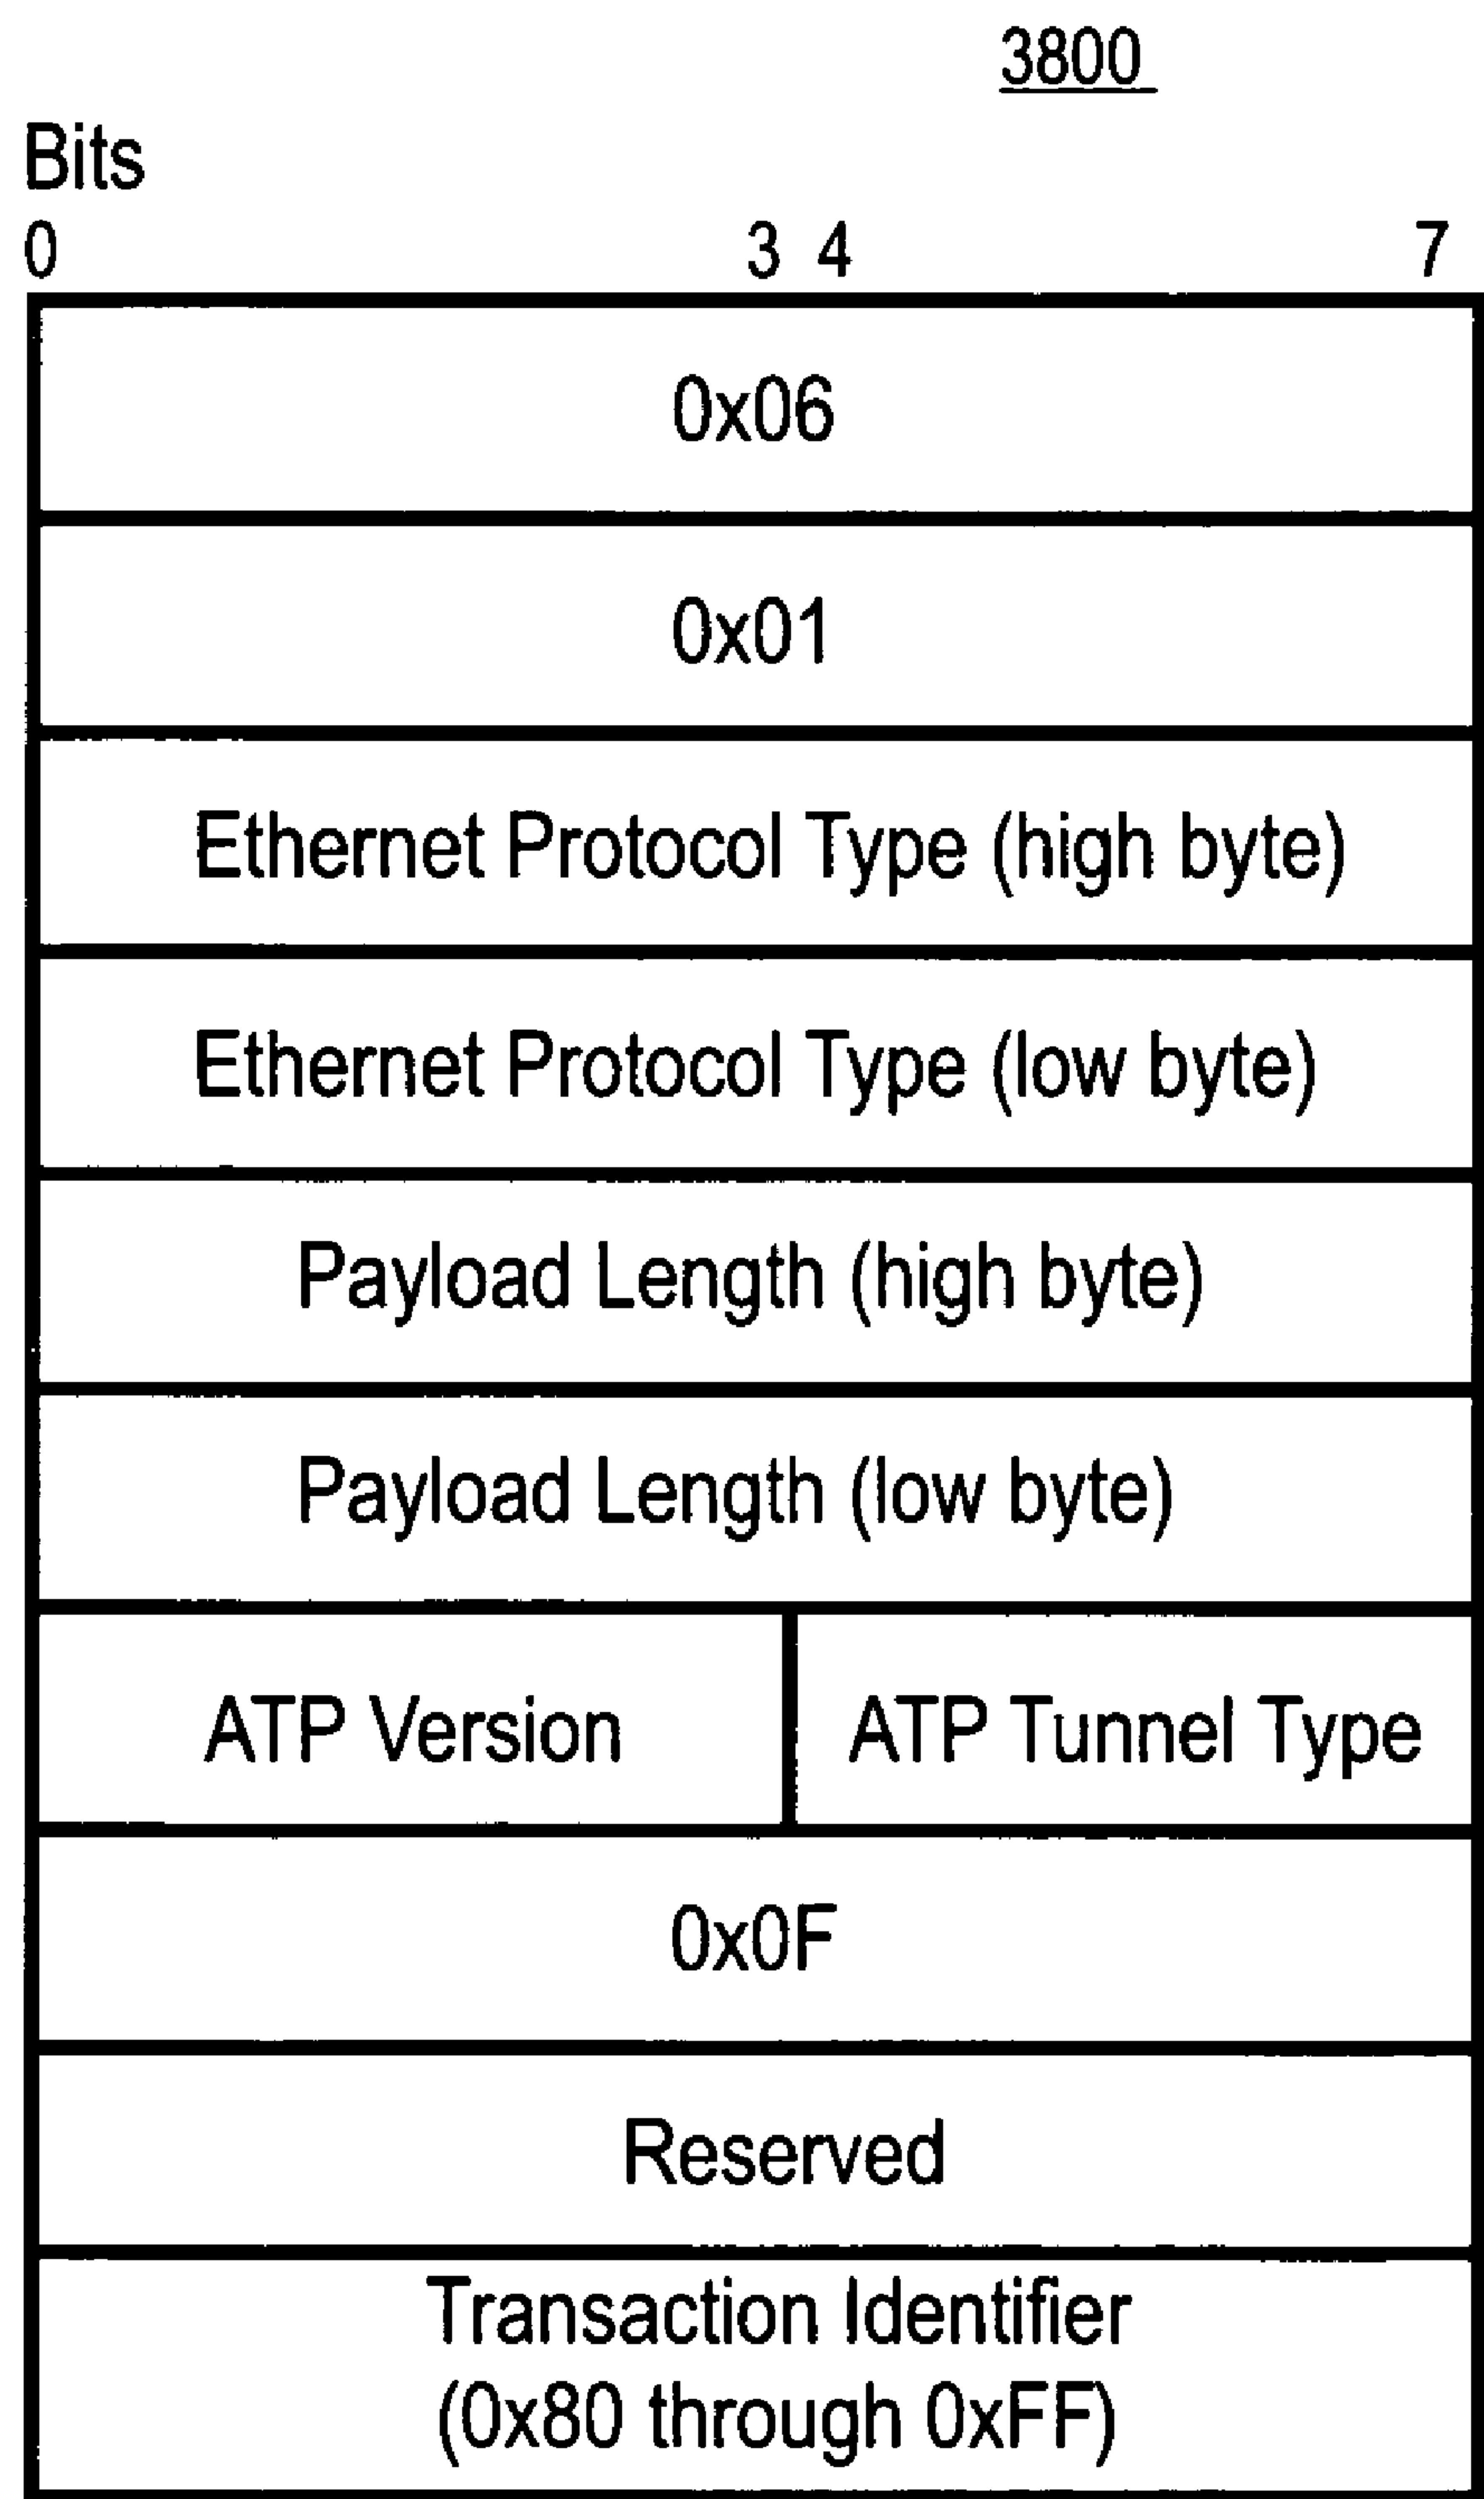 3800
Bits
0 3 4 7
0x06
0x01
Ethernet Protocol Type (high byte)
Ethernet Protocol Type (low byte)
Payload Length (high byte)
Payload Length (low byte)
ATP Version ATP Tunnel Type
0x0F
Reserved
Transaction Identifier
(0x80 through 0xFF)